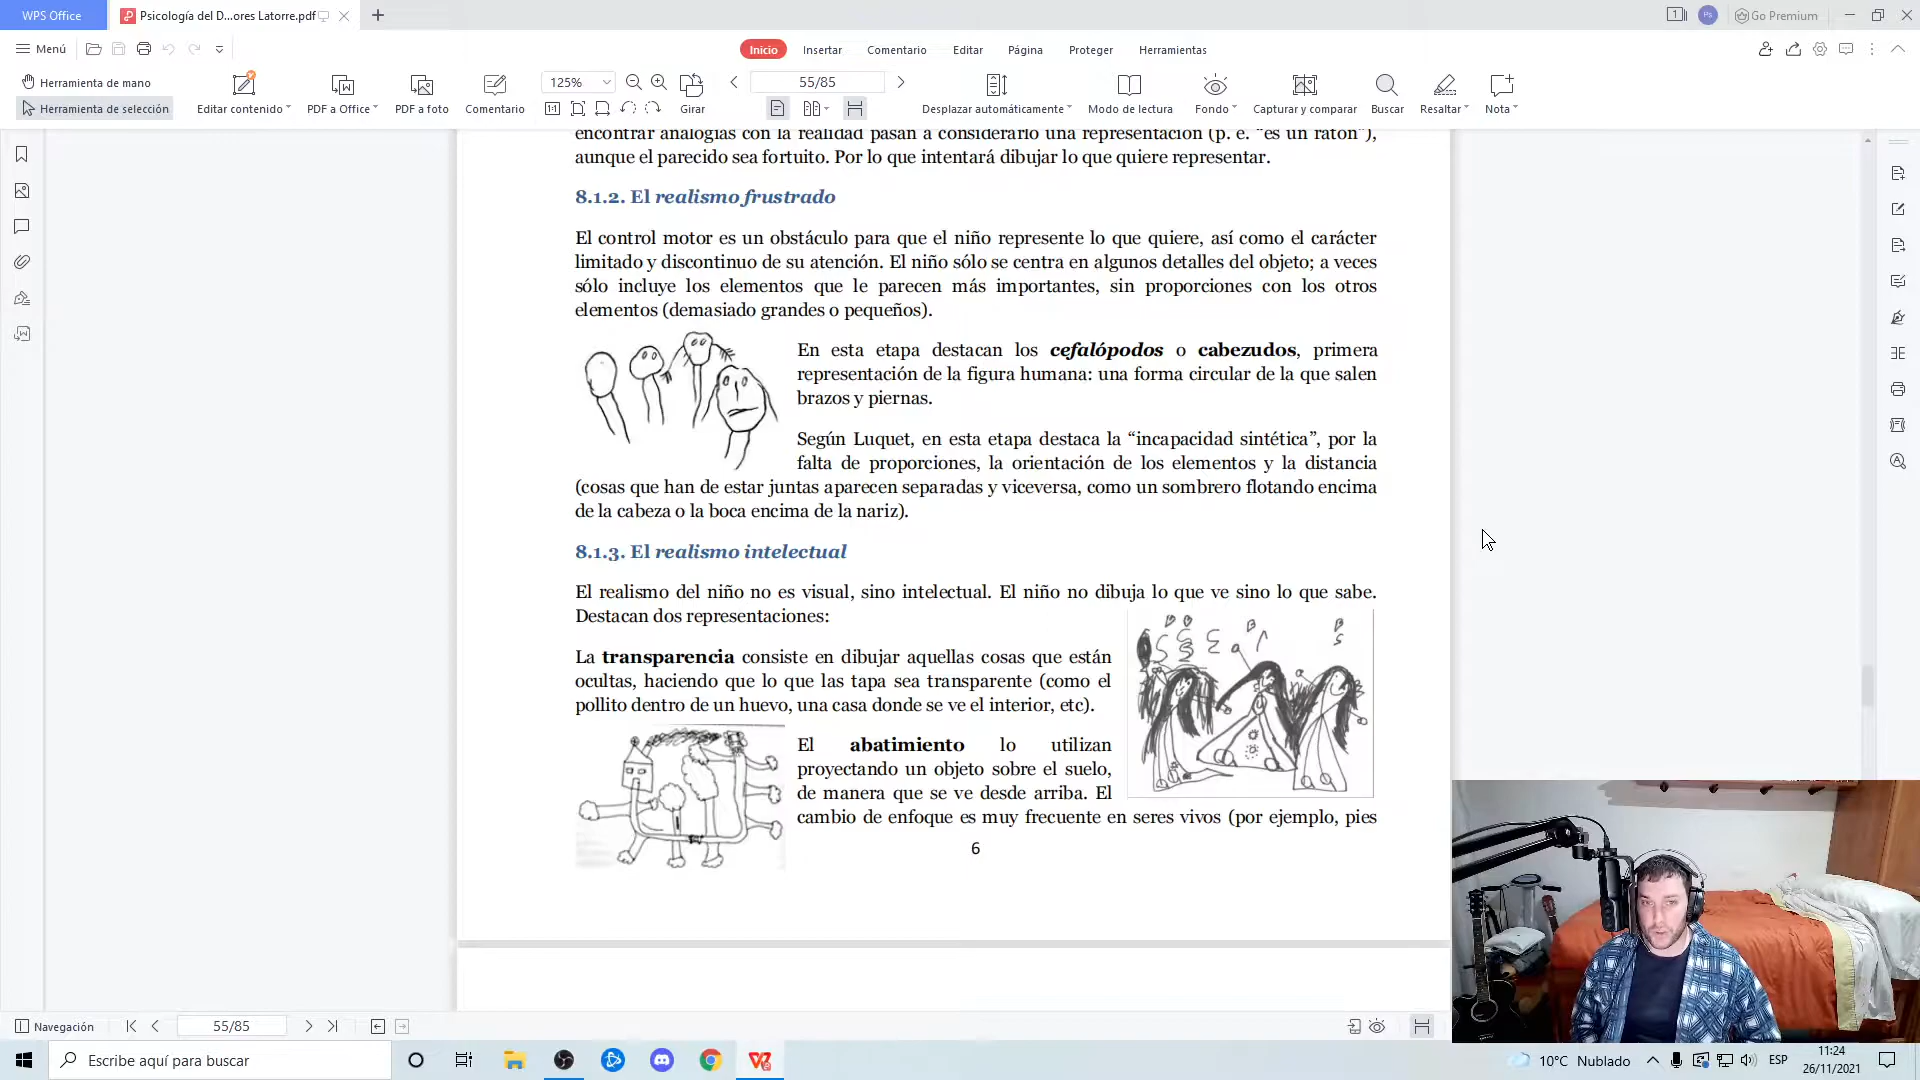 WPS Office
Psicología del D...ores Latorre.pdf
Go Premium
Menú
Inicio
Insertar
Comentario
Editar
Página
Proteger
Herramientas
Herramienta de mano
Herramienta de selección
Editar contenido
PDF a Office
PDF a foto
Comentario
125%
Girar
55/85
Desplazar automáticamente
Modo de lectura
Fondo
Capturar y comparar
Buscar
Resaltar
Nota
encontrar analogías con la realidad pasan a considerarlo una representación (p. e. “es un ratón”),
aunque el parecido sea fortuito. Por lo que intentará dibujar lo que quiere representar.
8.1.2. El realismo frustrado
El control motor es un obstáculo para que el niño represente lo que quiere, así como el carácter
limitado y discontinuo de su atención. El niño sólo se centra en algunos detalles del objeto; a veces
sólo incluye los elementos que le parecen más importantes, sin proporciones con los otros
elementos (demasiado grandes o pequeños).
En esta etapa destacan los cefalópodos o cabezudos, primera
representación de la figura humana: una forma circular de la que salen
brazos y piernas.
Según Luquet, en esta etapa destaca la “incapacidad sintética”, por la
falta de proporciones, la orientación de los elementos y la distancia
(cosas que han de estar juntas aparecen separadas y viceversa, como un sombrero flotando encima
de la cabeza o la boca encima de la nariz).
8.1.3. El realismo intelectual
El realismo del niño no es visual, sino intelectual. El niño no dibuja lo que ve sino lo que sabe.
Destacan dos representaciones:
La transparencia consiste en dibujar aquellas cosas que están
ocultas, haciendo que lo que las tapa sea transparente (como el
pollito dentro de un huevo, una casa donde se ve el interior, etc).
El abatimiento lo utilizan
proyectando un objeto sobre el suelo,
de manera que se ve desde arriba. El
cambio de enfoque es muy frecuente en seres vivos (por ejemplo, pies
6
Navegación
55/85
Escribe aquí para buscar
10°C Nublado
ESP
11:24
26/11/2021